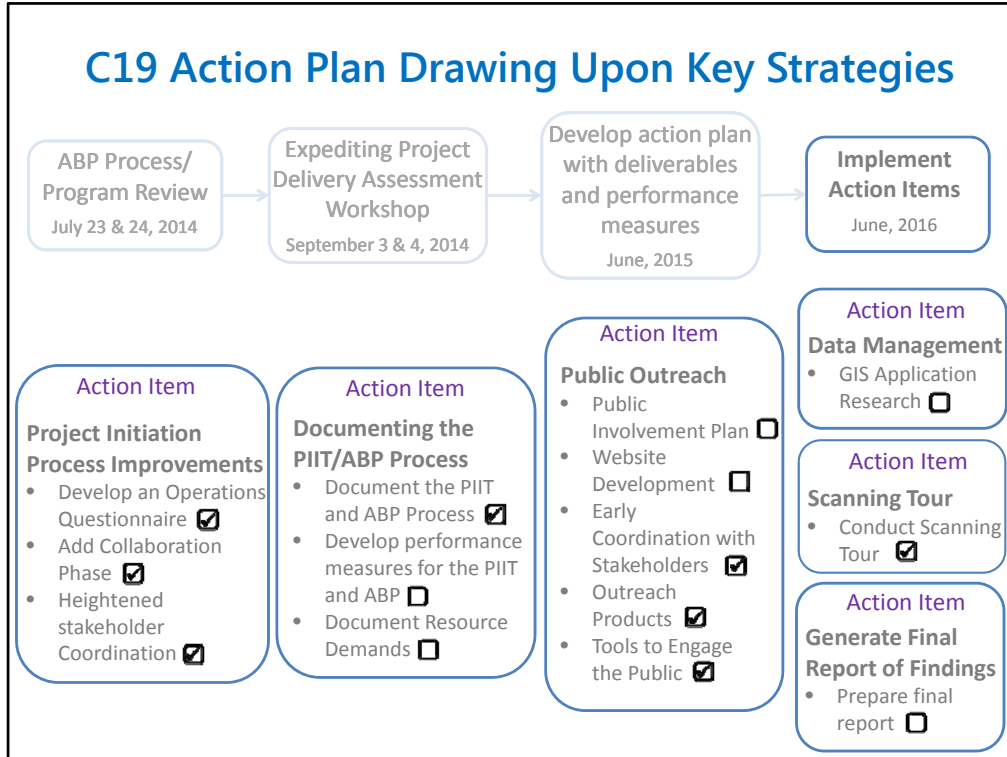 C19 Action Plan Drawing Upon Key Strategies
ABP Process/
Program Review
July 23 & 24, 2014
Expediting Project
Delivery Assessment
Workshop
September 3 & 4, 2014
Develop action plan
with deliverables
and performance
measures
June, 2015
Implement
Action Items
June, 2016
Action Item
Project Initiation
Process Improvements
• Develop an Operations
Questionnaire ☑
• Add Collaboration
Phase ☑
• Heightened
stakeholder
Coordination ☑
Action Item
Documenting the
PIIT/ABP Process
• Document the PIIT
and ABP Process ☑
• Develop performance
measures for the PIIT
and ABP ☐
• Document Resource
Demands ☐
Action Item
Public Outreach
• Public
Involvement Plan ☐
• Website
Development ☐
• Early
Coordination with
Stakeholders ☑
• Outreach
Products ☑
• Tools to Engage
the Public ☑
Action Item
Data Management
• GIS Application
Research ☐
Action Item
Scanning Tour
• Conduct Scanning
Tour ☑
Action Item
Generate Final
Report of Findings
• Prepare final
report ☐